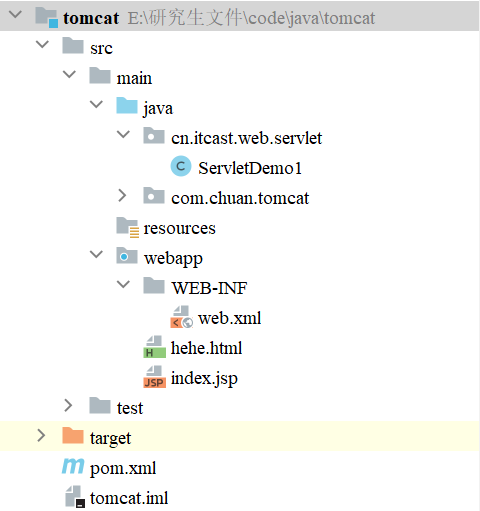 tomcat E:\研究生文件\code\java\tomcat
src
main
java
cn.itcast.web.servlet
C ServletDemo1
com.chuan.tomcat
resources
webapp
WEB-INF
web.xml
H hehe.html
JSP index.jsp
test
target
m pom.xml
tomcat.iml